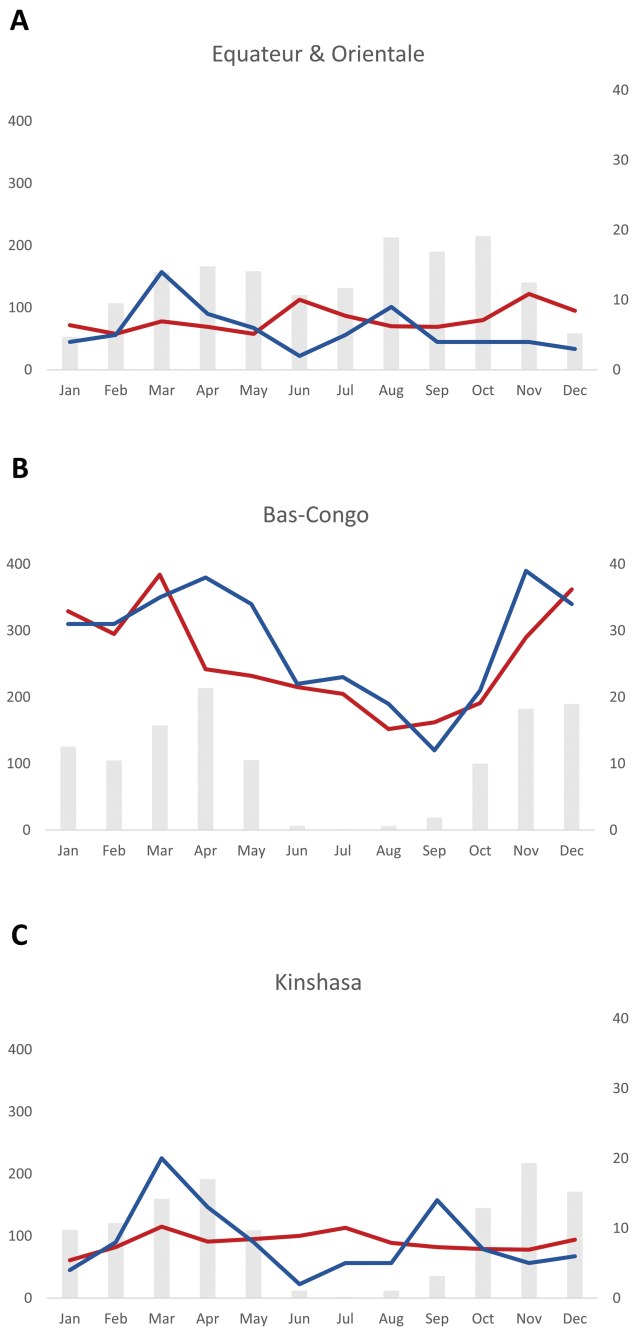 A
Equateur & Orientale
40
400
30
300
200
20
100
10
0
0
Jan Feb Mar Apr May Jun Jul Aug Sep Oct Nov Dec
B
Bas-Congo
400 40
300 30
200 20
100 10
0 0
Jan Feb Mar Apr May Jun Jul Aug Sep Oct Nov Dec
C
Kinshasa
40
400
30
300
200
20
100
10
0 0
Jan Feb Mar Apr May Jun Jul Aug Sep Oct Nov Dec